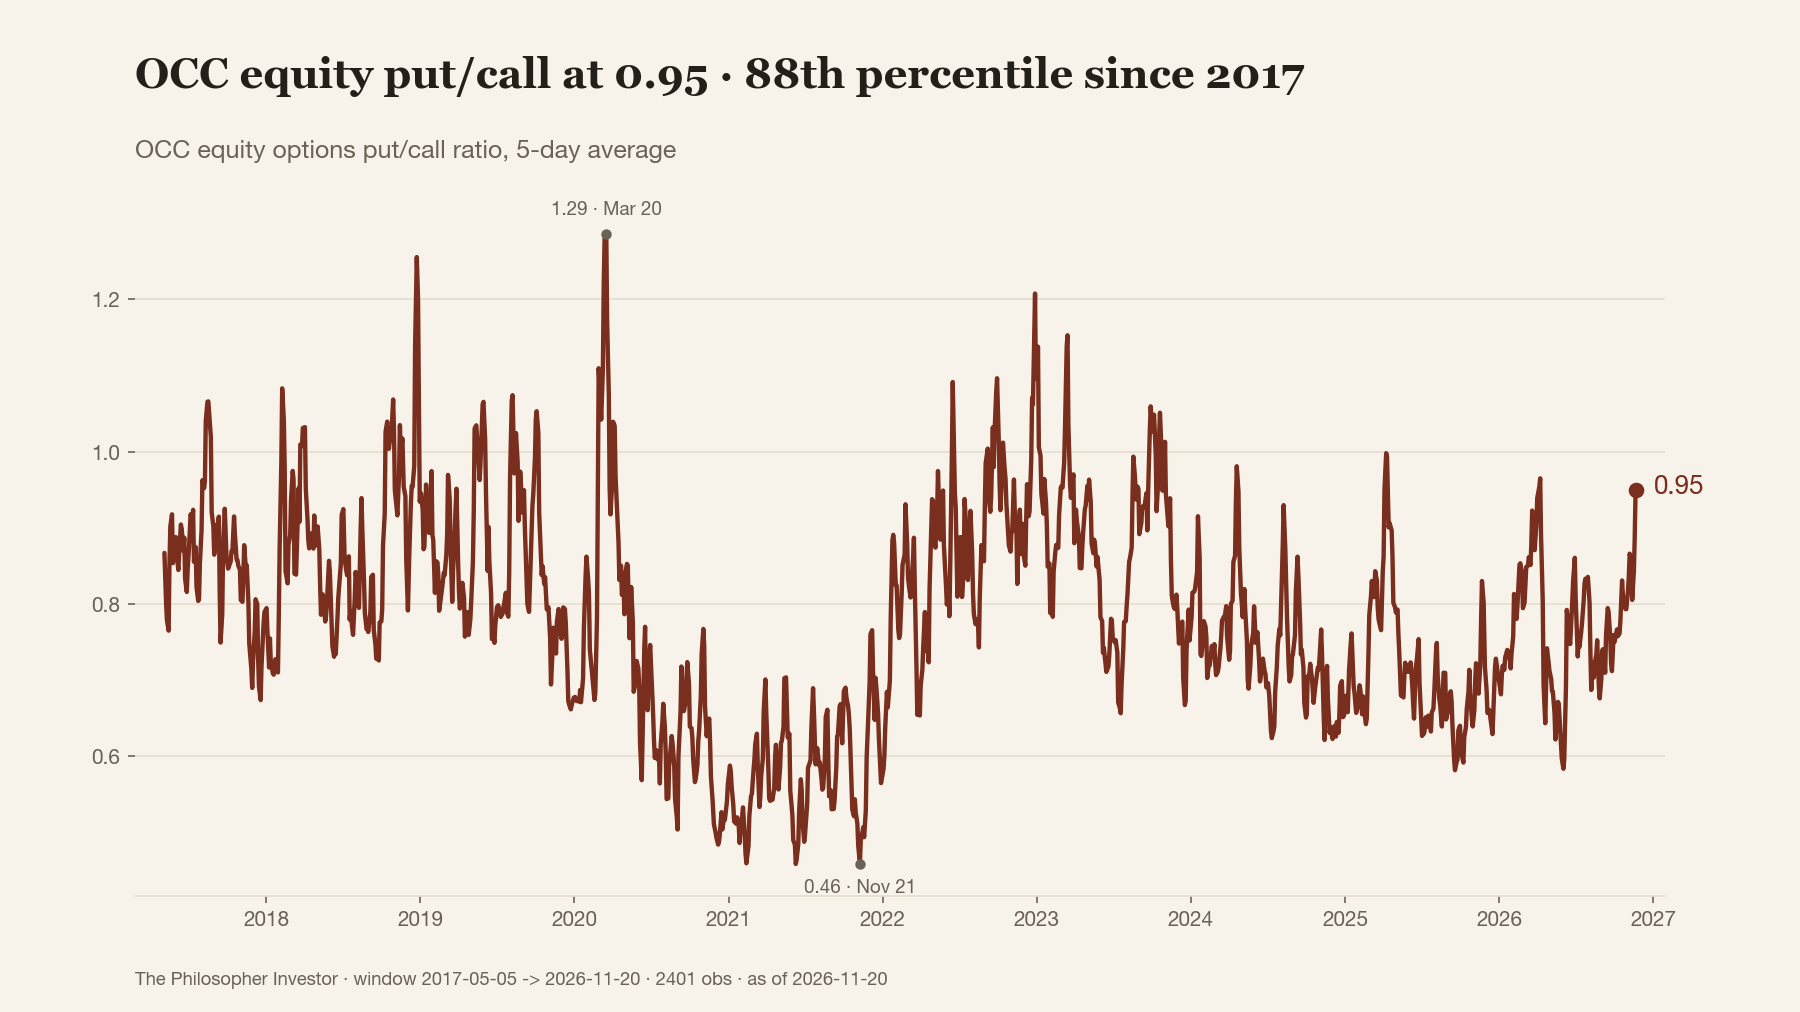 OCC equity put/call at 0.95 · 88th percentile since 2017
OCC equity options put/call ratio, 5-day average
1.29 · Mar 20
1.2
1.0
0.95
0.8
0.6
0.46 · Nov 21
2018 2019 2020 2021 2022 2023 2024 2025 2026 2027
The Philosopher Investor · window 2017-05-05 -> 2026-11-20 · 2401 obs · as of 2026-11-20